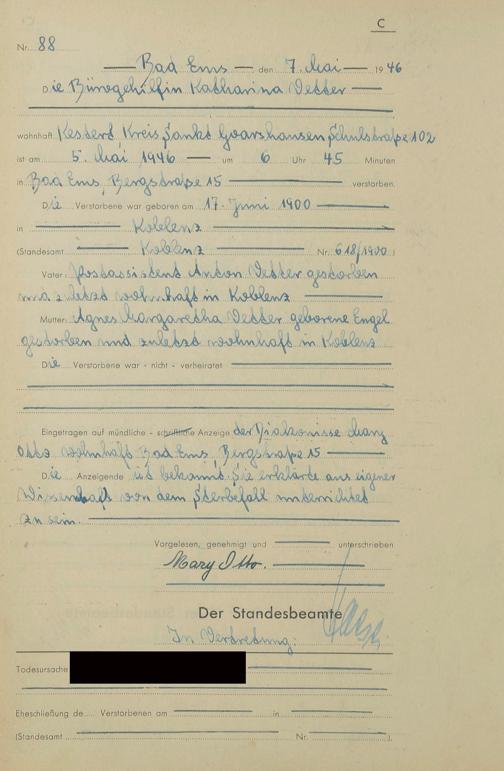 C
Nr. 88
Bad Ems den 7. Mai 1946
Die Bürogehilfin Katharina Vetter
wohnhaft Kestert Kreis Sankt Goarshausen Schulstraße 102
ist am 5. Mai 1946 um 6 Uhr 45 Minuten
in Bad Ems, Bergstraße 15 verstorben.
Die Verstorbene war geboren am 17. Juni 1900
in Koblenz
(Standesamt Koblenz Nr. 618/1900)
Vater: Postassistent Anton Vetter gestorben
und zuletzt wohnhaft in Koblenz
Mutter: Agnes Margaretha Vetter geborene Engel
gestorben und zuletzt wohnhaft in Koblenz
Die Verstorbene war - nicht - verheiratet
Eingetragen auf mündliche - schriftliche Anzeige der Diakonisse Mary
Otto wohnhaft Bad Ems, Bergstraße 15
Die Anzeigende ist bekannt. Sie erklärte aus eigener
Wissenschaft von dem Sterbefall unterrichtet
zu sein.
Vorgelesen, genehmigt und unterschrieben
Mary Otto.
Der Standesbeamte
In Vertretung:
Todesursache
Eheschließung de Verstorbenen am in
(Standesamt Nr. ).